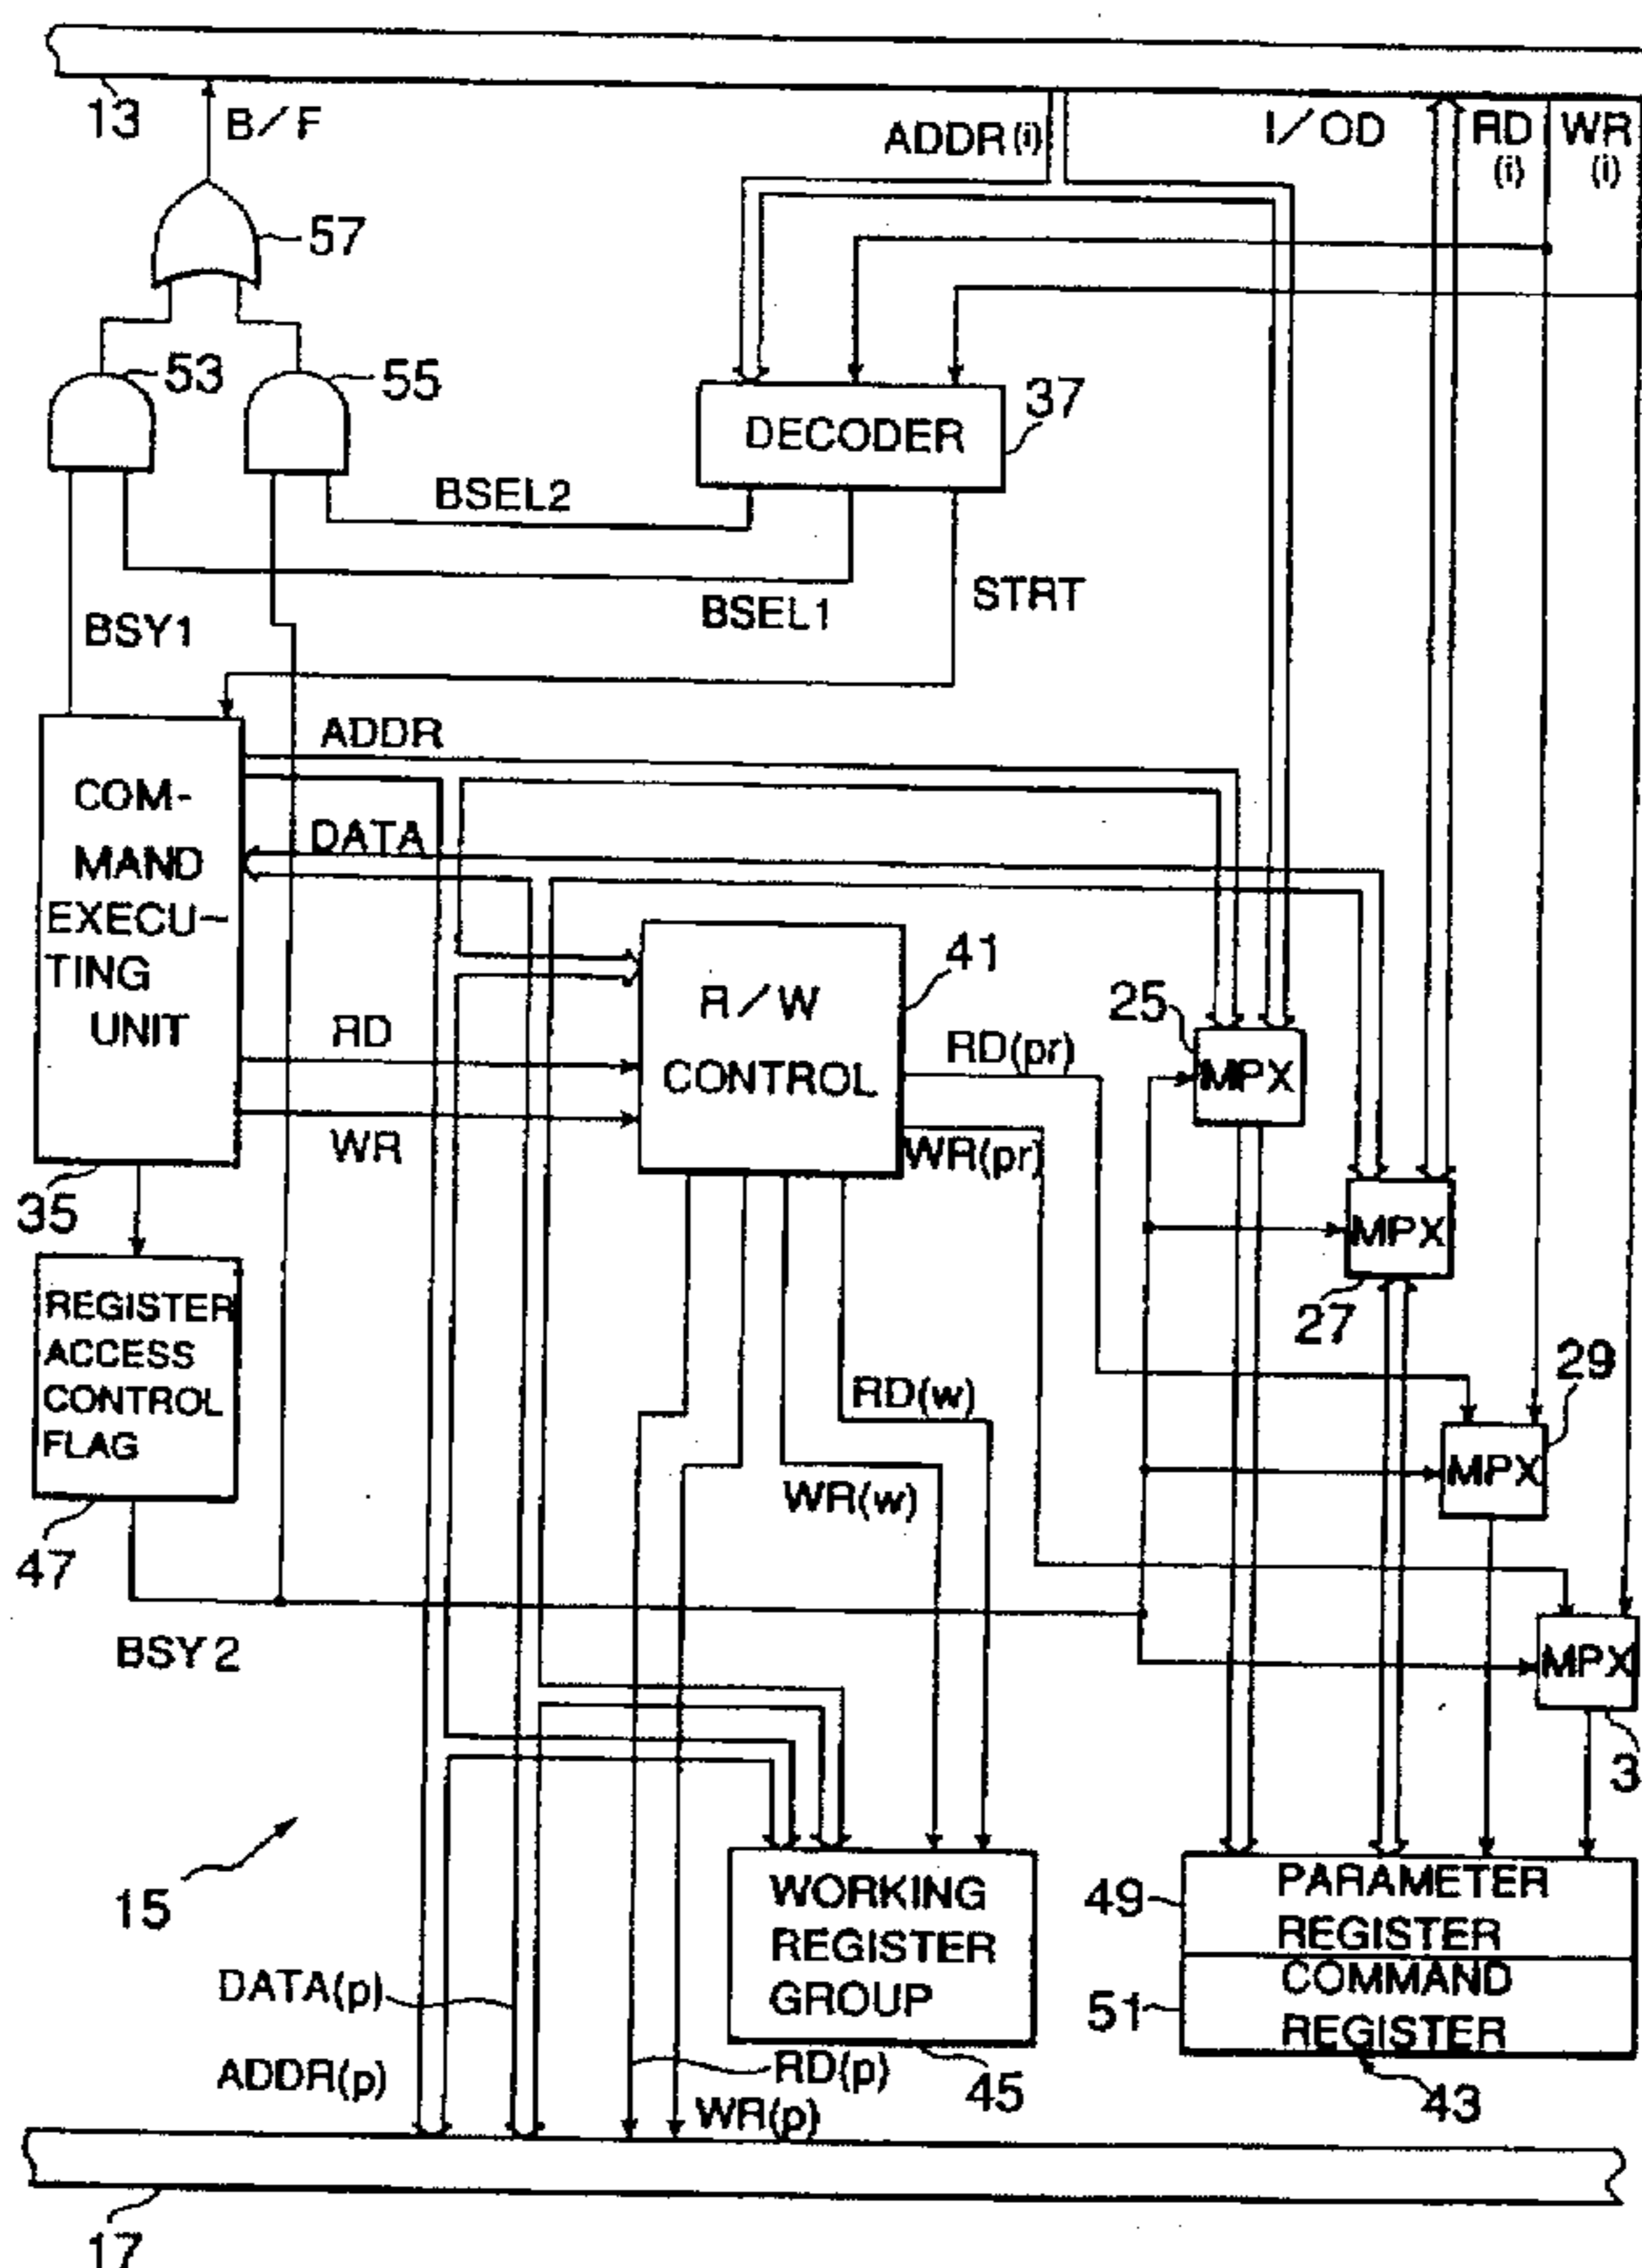 13
B/F
ADDR(i)
I/OD
RD
(i)
WR
(i)
57
53
55
37
DECODER
BSEL2
BSEL1
STRT
BSY1
ADDR
COM-
MAND
EXECU-
TING
UNIT
DATA
41
R/W
CONTROL
25
MPX
RD
RD(pr)
WR
WR(pr)
35
MPX
27
REGISTER
ACCESS
CONTROL
FLAG
29
RD(w)
MPX
WR(w)
47
BSY2
MPX
3
15
WORKING
REGISTER
GROUP
49
PARAMETER
REGISTER
DATA(p)
51
COMMAND
REGISTER
ADDR(p)
RD(p)
45
43
WR(p)
17